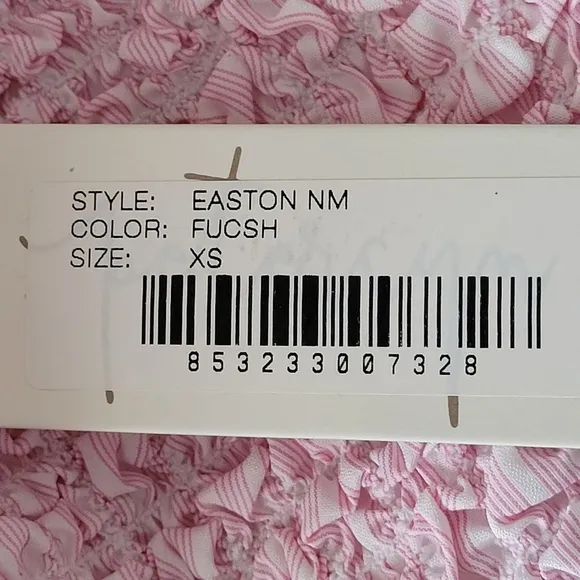 STYLE: EASTON NM
COLOR: FUCSH
SIZE: XS
853233007328